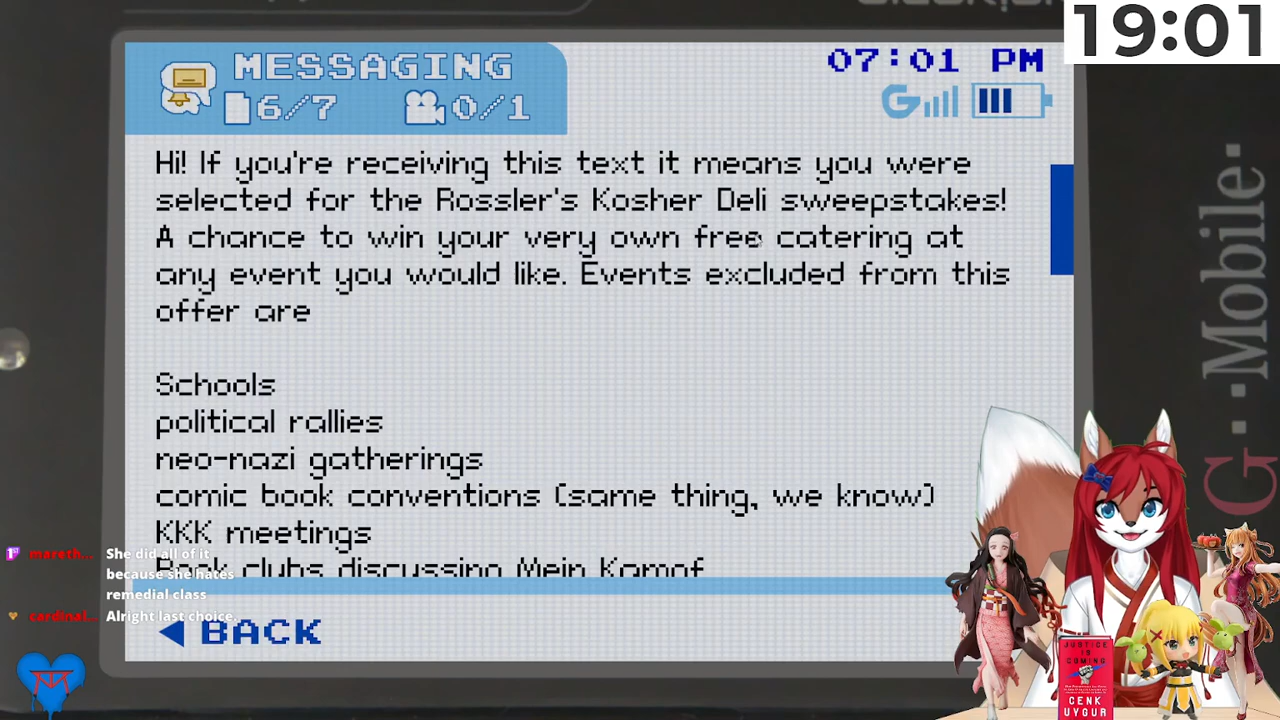 19:01
MESSAGING
6/7
0/1
07:01 PM
G
Hi! If you're receiving this text it means you were
selected for the Rossler's Kosher Deli sweepstakes!
A chance to win your very own free catering at
any event you would like. Events excluded from this
offer are
Schools
political rallies
neo-nazi gatherings
comic book conventions (same thing, we know)
KKK meetings
Book clubs discussing Mein Kampf
BACK
G··Mobile·
mareth... She did all of it
because she hates
remedial class
cardinal.. Alright last choice.
JUSTICE
IS
COMING
CENK
UYGUR